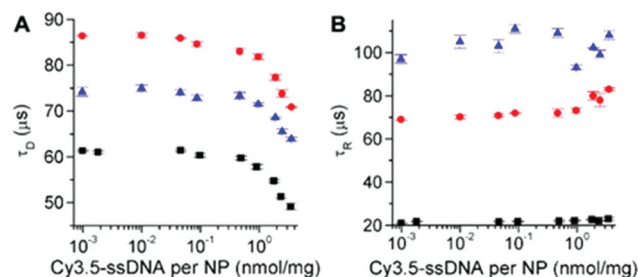 A
90
80
70
60
50
τD (µs)
10-3 10-2 10-1 100
Cy3.5-ssDNA per NP (nmol/mg)
B
100
80
60
40
20
τR (µs)
10-3 10-2 10-1 100
Cy3.5-ssDNA per NP (nmol/mg)